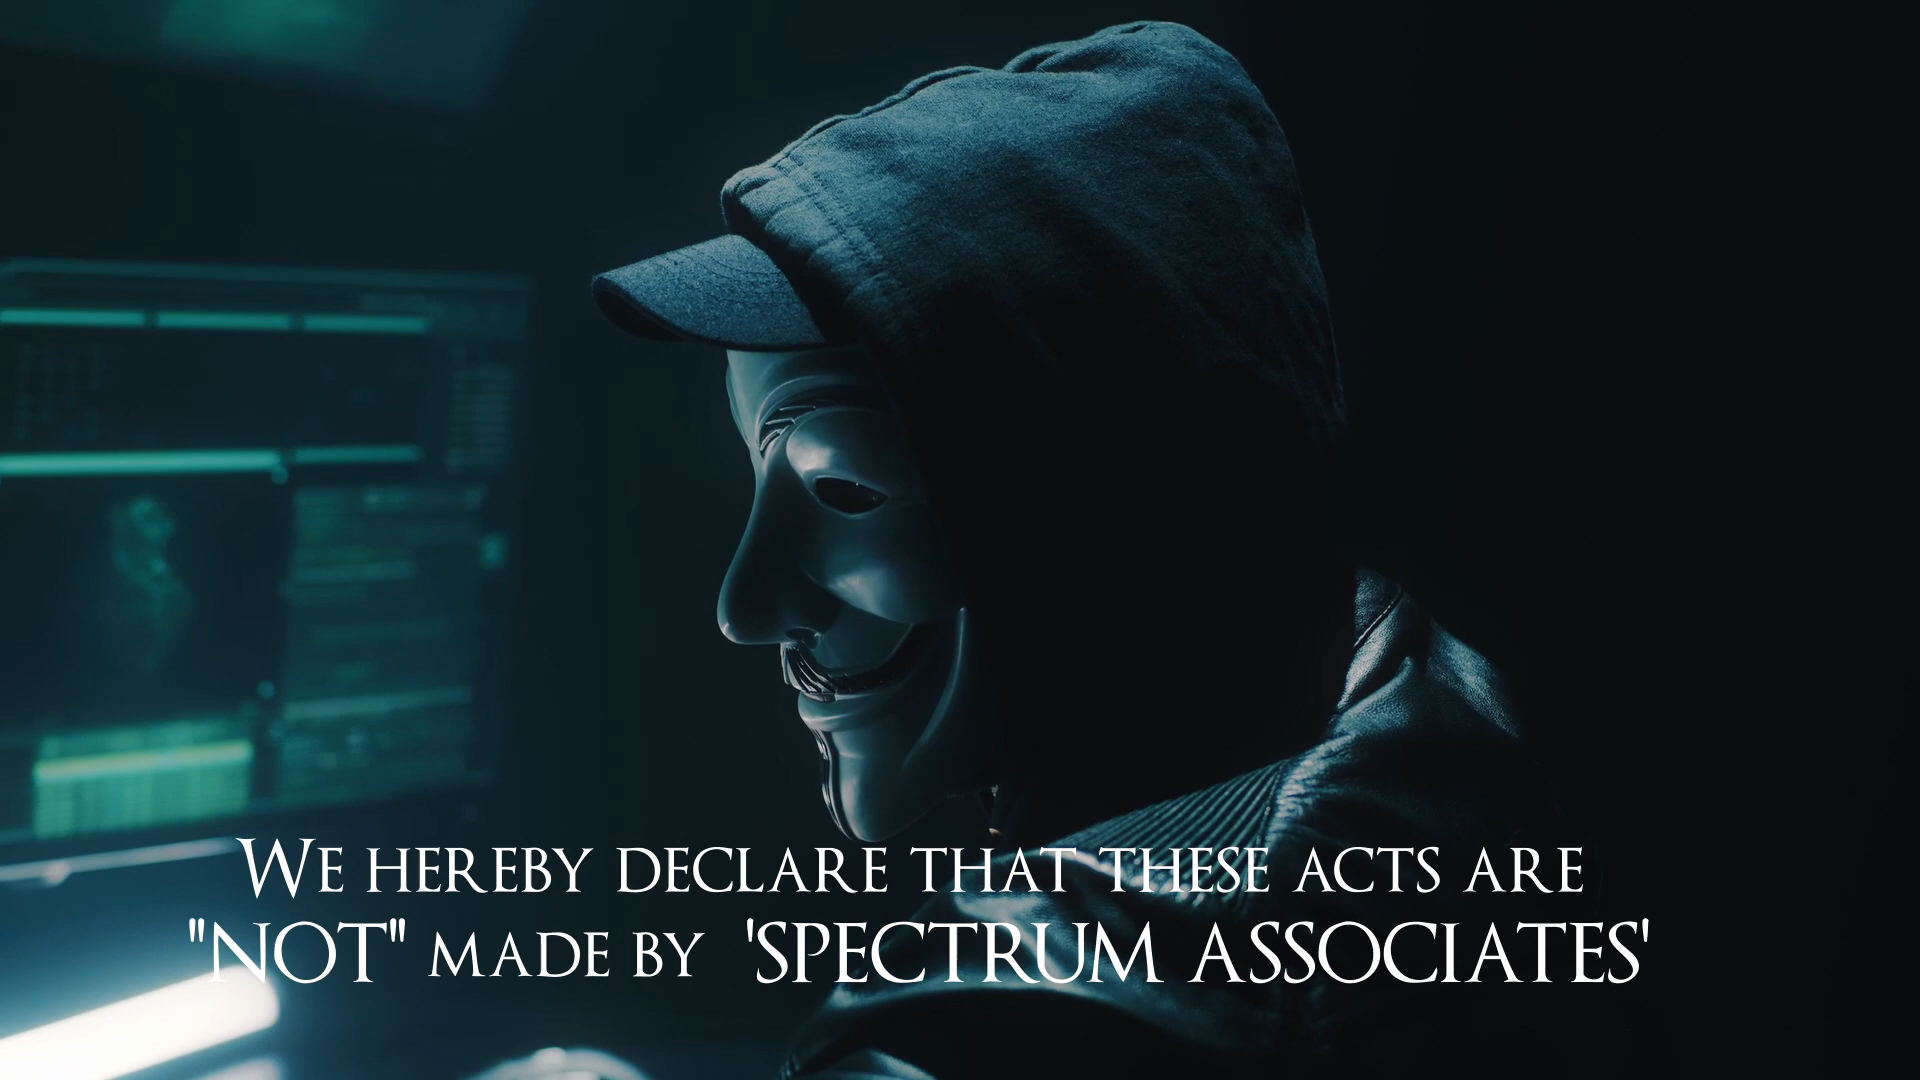 We hereby declare that these acts are
"NOT" made by 'SPECTRUM ASSOCIATES'